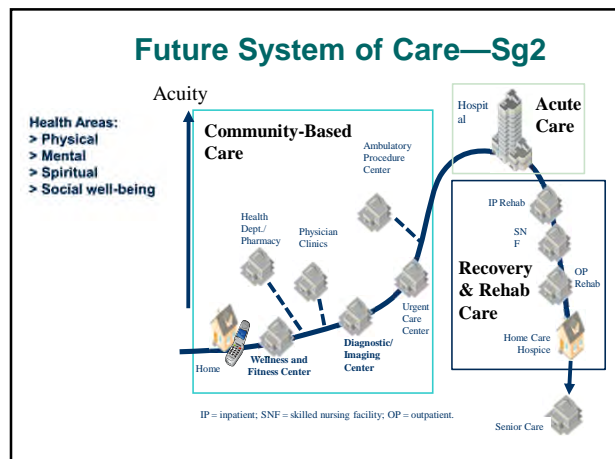 Future System of Care—Sg2
Acuity
Health Areas:
> Physical
> Mental
> Spiritual
> Social well-being
Community-Based
Care
Ambulatory
Procedure
Center
Health
Dept./
Pharmacy
Physician
Clinics
Urgent
Care
Center
Home
Wellness and
Fitness Center
Diagnostic/
Imaging
Center
Hospit
al
Acute
Care
IP Rehab
SN
F
OP
Rehab
Recovery
& Rehab
Care
Home Care
Hospice
Senior Care
IP = inpatient; SNF = skilled nursing facility; OP = outpatient.